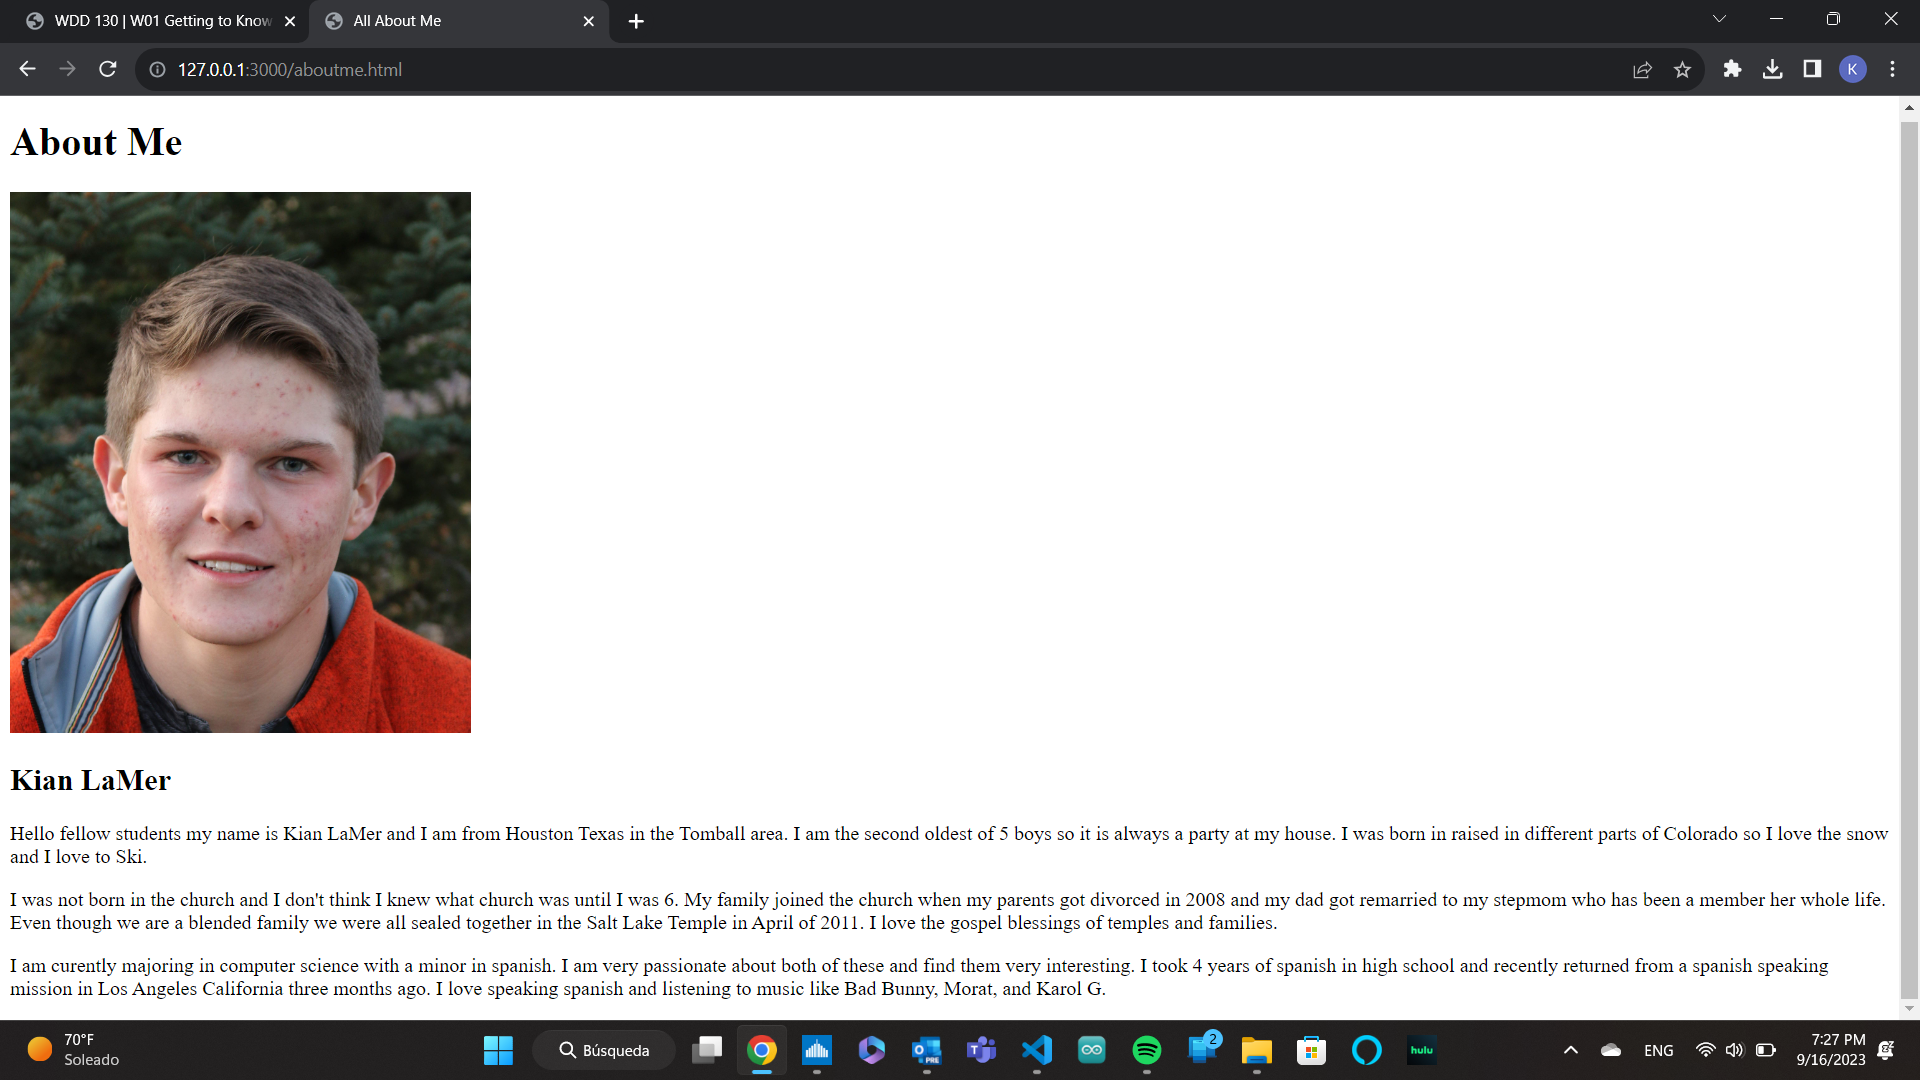 WDD 130 | W01 Getting to Know
All About Me
127.0.0.1:3000/aboutme.html
K
About Me
Kian LaMer
Hello fellow students my name is Kian LaMer and I am from Houston Texas in the Tomball area. I am the second oldest of 5 boys so it is always a party at my house. I was born in raised in different parts of Colorado so I love the snow
and I love to Ski.
I was not born in the church and I don't think I knew what church was until I was 6. My family joined the church when my parents got divorced in 2008 and my dad got remarried to my stepmom who has been a member her whole life.
Even though we are a blended family we were all sealed together in the Salt Lake Temple in April of 2011. I love the gospel blessings of temples and families.
I am curently majoring in computer science with a minor in spanish. I am very passionate about both of these and find them very interesting. I took 4 years of spanish in high school and recently returned from a spanish speaking
mission in Los Angeles California three months ago. I love speaking spanish and listening to music like Bad Bunny, Morat, and Karol G.
70°F
Soleado
Búsqueda
PRE
2
hulu
ENG
7:27 PM
9/16/2023